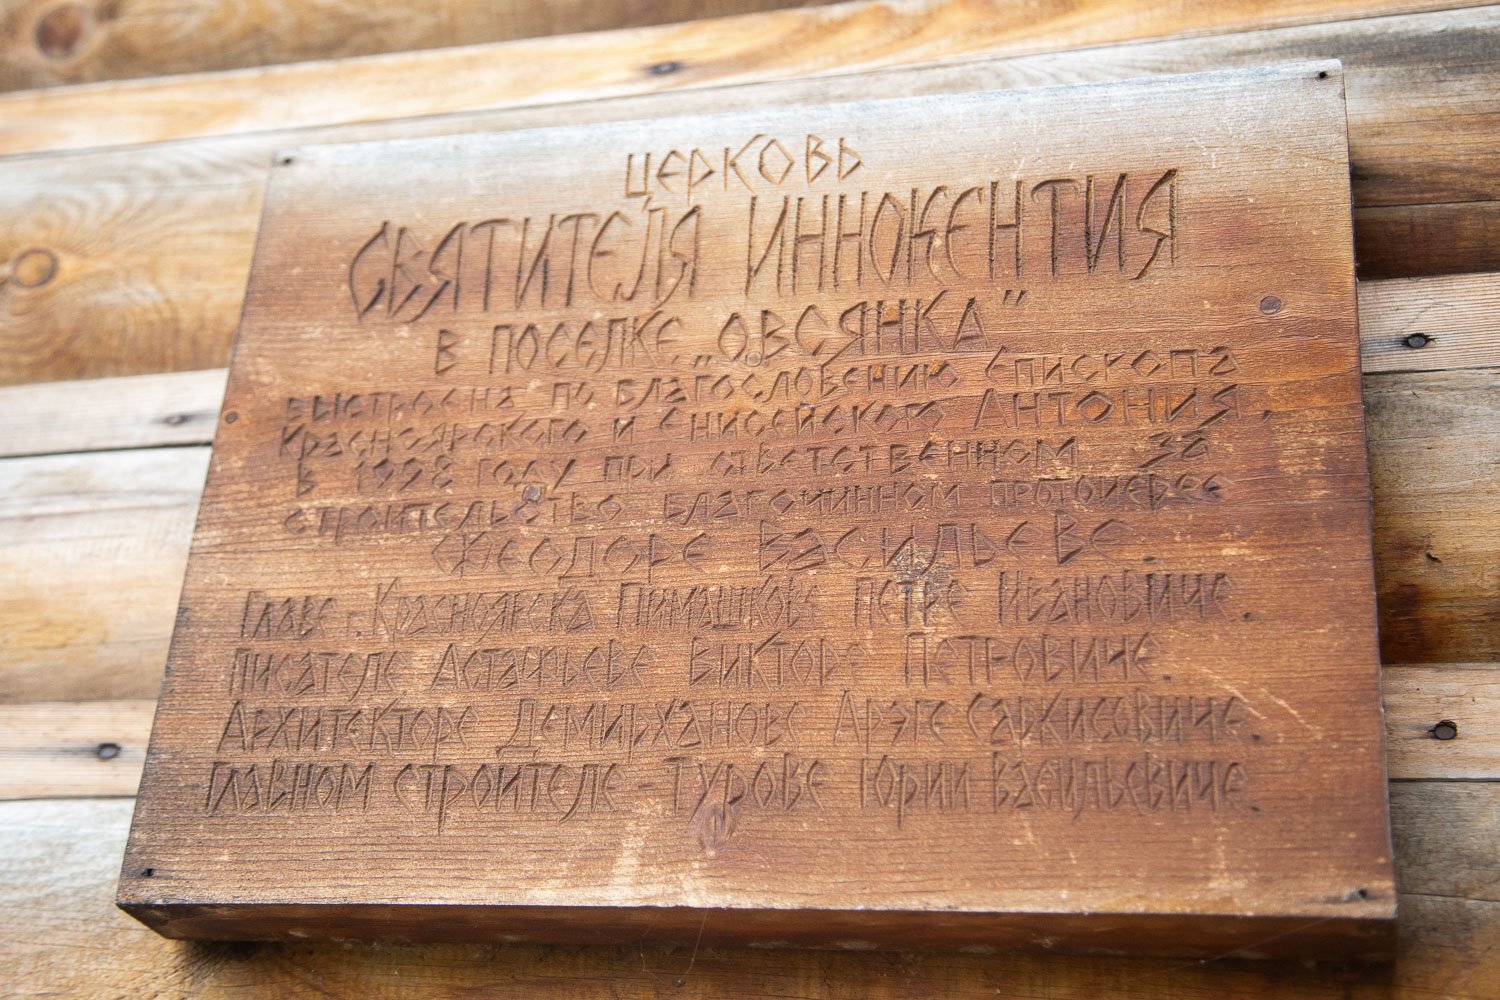 церковь
святителя Иннокентия
в поселке „Овсянка"
выстроена по благословению Епископа
Красноярского и Енисейского Антония,
в 1998 году при ответственном за
строительство благочинном протоиерее
Феодоре Васильеве.
Главе г. Красноярска Пимашкове Петре Ивановиче.
писателе Астафьеве Викторе Петровиче.
Архитекторе Демирханове Арэге Саркисовиче.
Главном строителе - Турове Юрии Васильевиче.